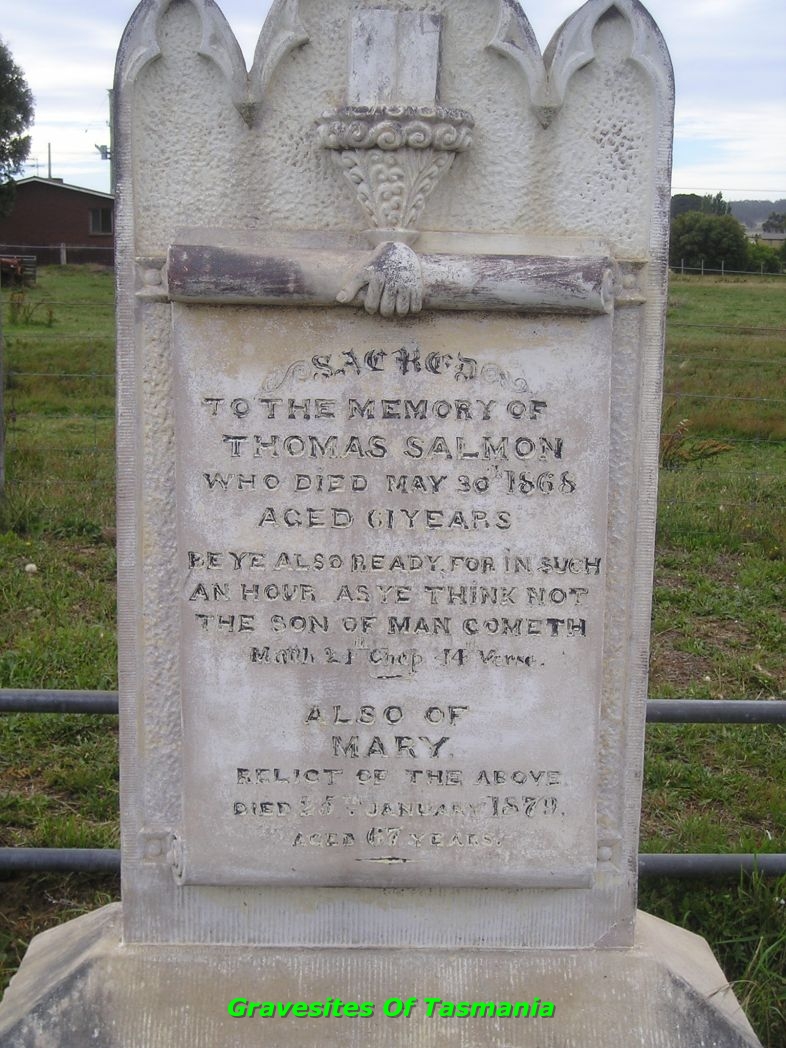 SACRED
TO THE MEMORY OF
THOMAS SALMON
WHO DIED MAY 30TH 1868
AGED 61 YEARS
BE YE ALSO READY, FOR IN SUCH
AN HOUR AS YE THINK NOT
THE SON OF MAN COMETH
Matth 24th Chap 44th Verse.
ALSO OF
MARY.
RELICT OF THE ABOVE
DIED 25TH JANUARY 1879.
AGED 67 YEARS.
Gravesites Of Tasmania